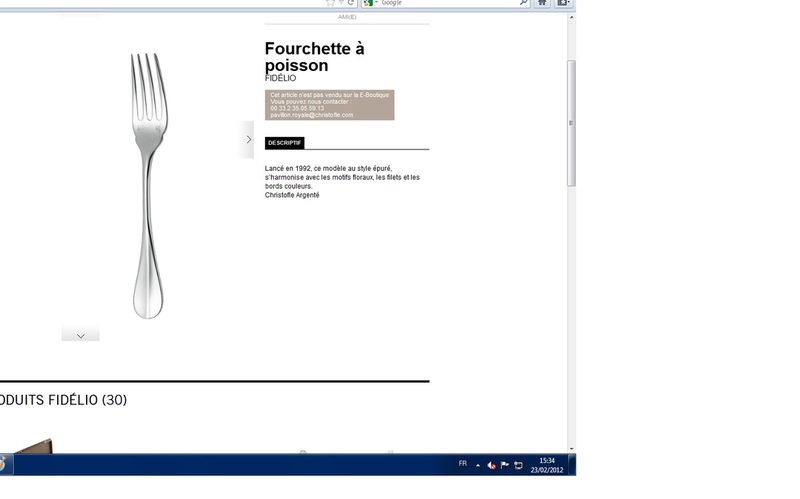 Google
AMI(E)
Fourchette à
poisson
FIDÉLIO
Cet article n'est pas vendu sur la E-Boutique
Vous pouvez nous contacter :
00.33.2.35.05.59.13
pavillon.royale@christofle.com
DESCRIPTIF
Lancé en 1992, ce modèle au style épuré,
s'harmonise avec les motifs floraux, les filets et les
bords couleurs.
Christofle Argenté
ODUITS FIDÉLIO (30)
FR
15:34
23/02/2012